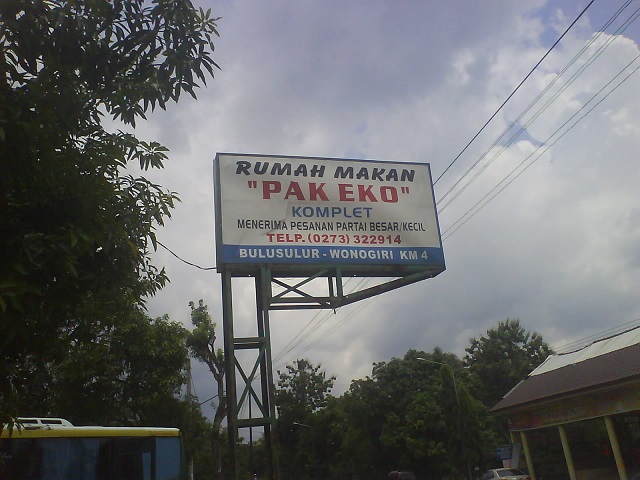 RUMAH MAKAN
"PAK EKO"
KOMPLET
MENERIMA PESANAN PARTAI BESAR/KECIL
TELP. (0273) 322914
BULUSULUR - WONOGIRI KM 4